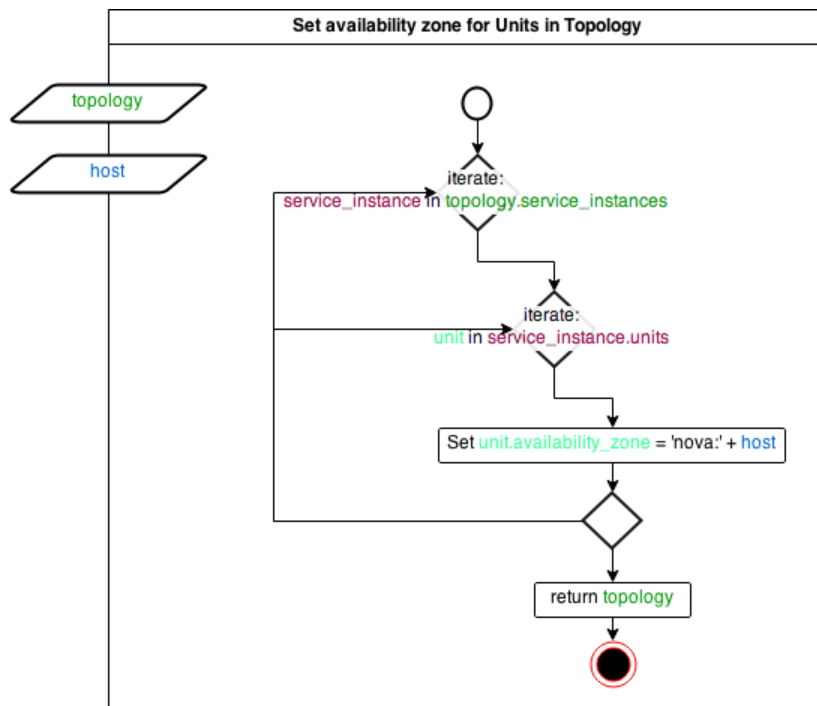 Set availability zone for Units in Topology
topology
host
iterate:
service_instance in topology.service_instances
iterate:
unit in service_instance.units
Set unit.availability_zone = 'nova:' + host
return topology